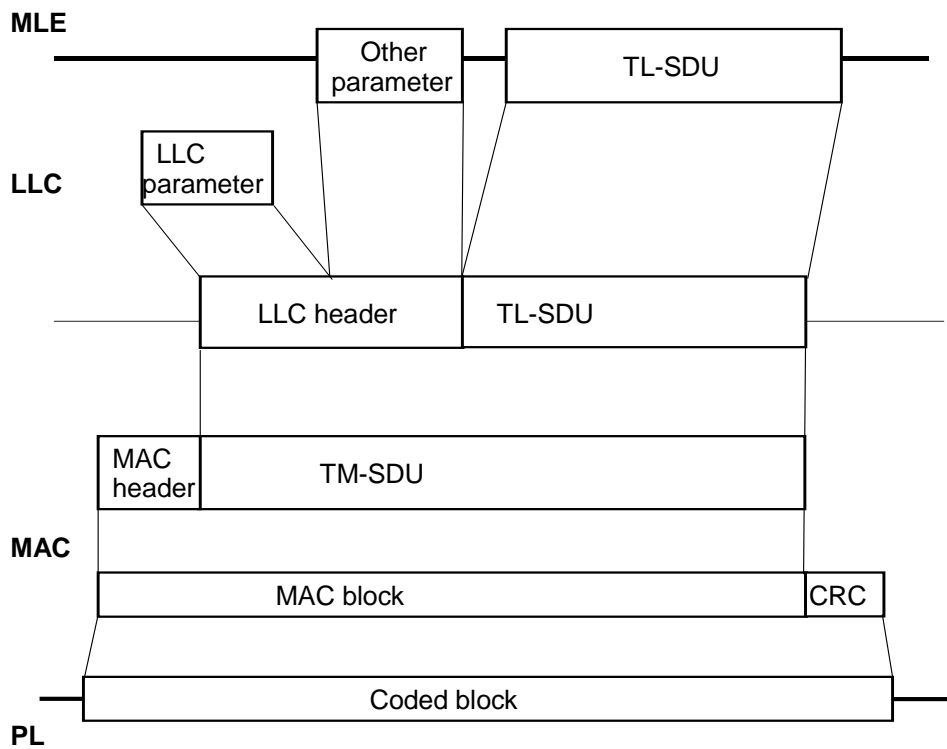 MLE
Other
parameter
TL-SDU
LLC
parameter
LLC
LLC header
TL-SDU
MAC
header
TM-SDU
MAC
MAC block
CRC
Coded block
PL